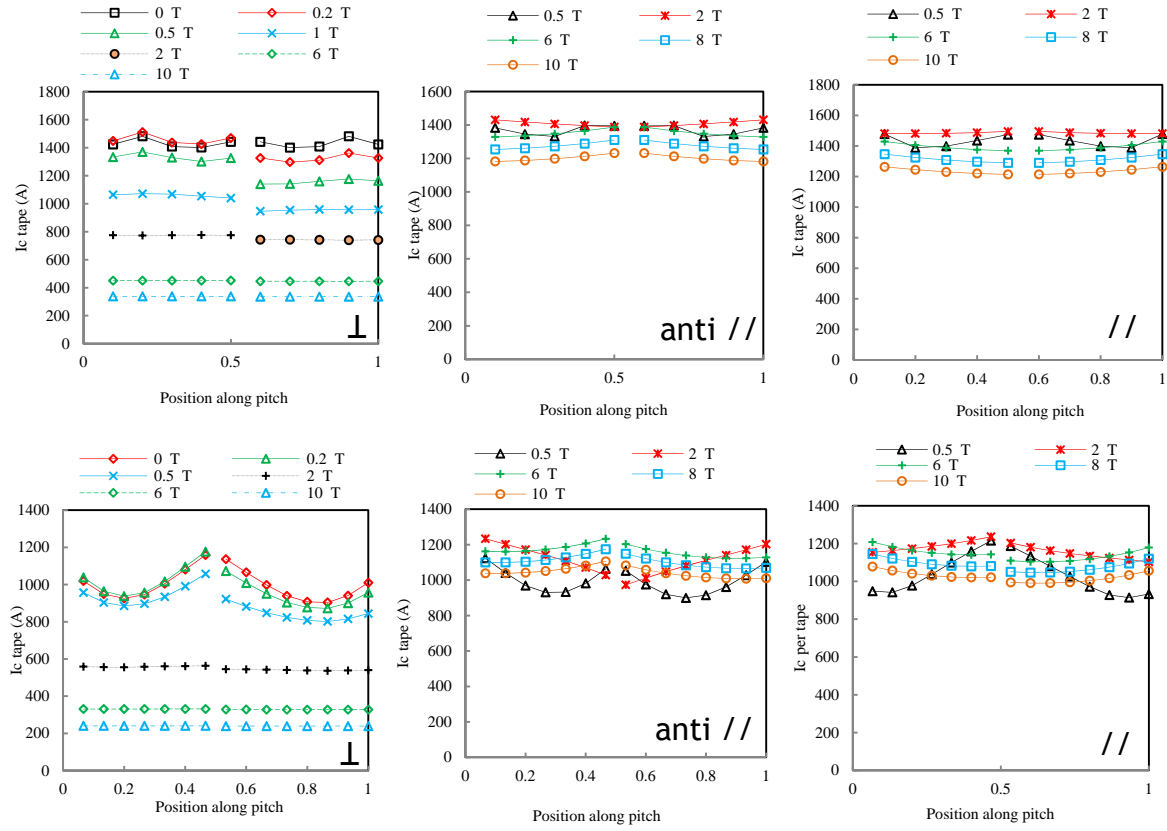 0 T 0.2 T
0.5 T 1 T
2 T 6 T
10 T
1800
1600
1400
1200
1000
800
600
400
200
0
Ic tape (A)
0 0.5 1
Position along pitch
⊥
0.5 T 2 T
6 T 8 T
10 T
1600
1400
1200
1000
800
600
400
200
0
Ic tape (A)
0 0.5 1
Position along pitch
anti //
0.5 T 2 T
6 T 8 T
10 T
1800
1600
1400
1200
1000
800
600
400
200
0
Ic tape (A)
0 0.2 0.4 0.6 0.8 1
Position along pitch
//
0 T 0.2 T
0.5 T 2 T
6 T 10 T
1400
1200
1000
800
600
400
200
0
Ic tape (A)
0 0.2 0.4 0.6 0.8 1
Position along pitch
⊥
0.5 T 2 T
6 T 8 T
10 T
1400
1200
1000
800
600
400
200
0
Ic tape (A)
0 0.2 0.4 0.6 0.8 1
Position along pitch
anti //
0.5 T 2 T
6 T 8 T
10 T
1400
1200
1000
800
600
400
200
0
Ic per tape
0 0.5 1
Position along pitch
//